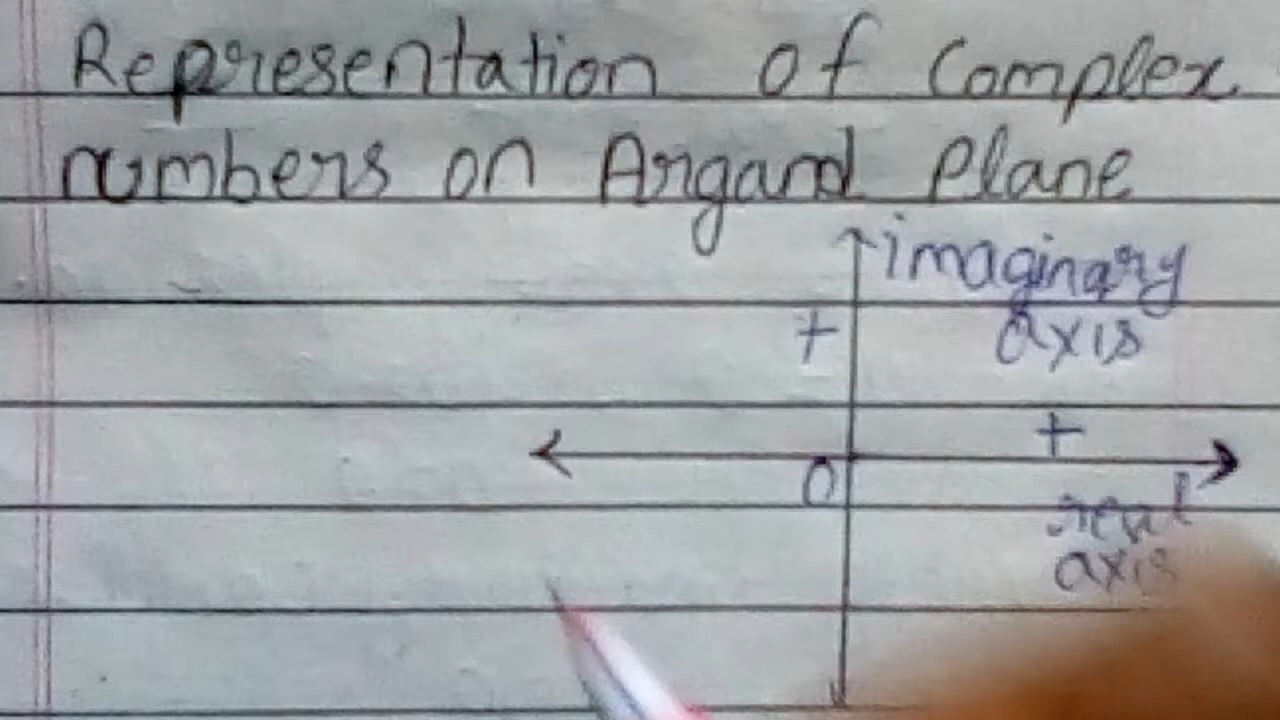 Representation of Complex
numbers on Argand Plane
imaginary
axis
+
+
0
real
axis